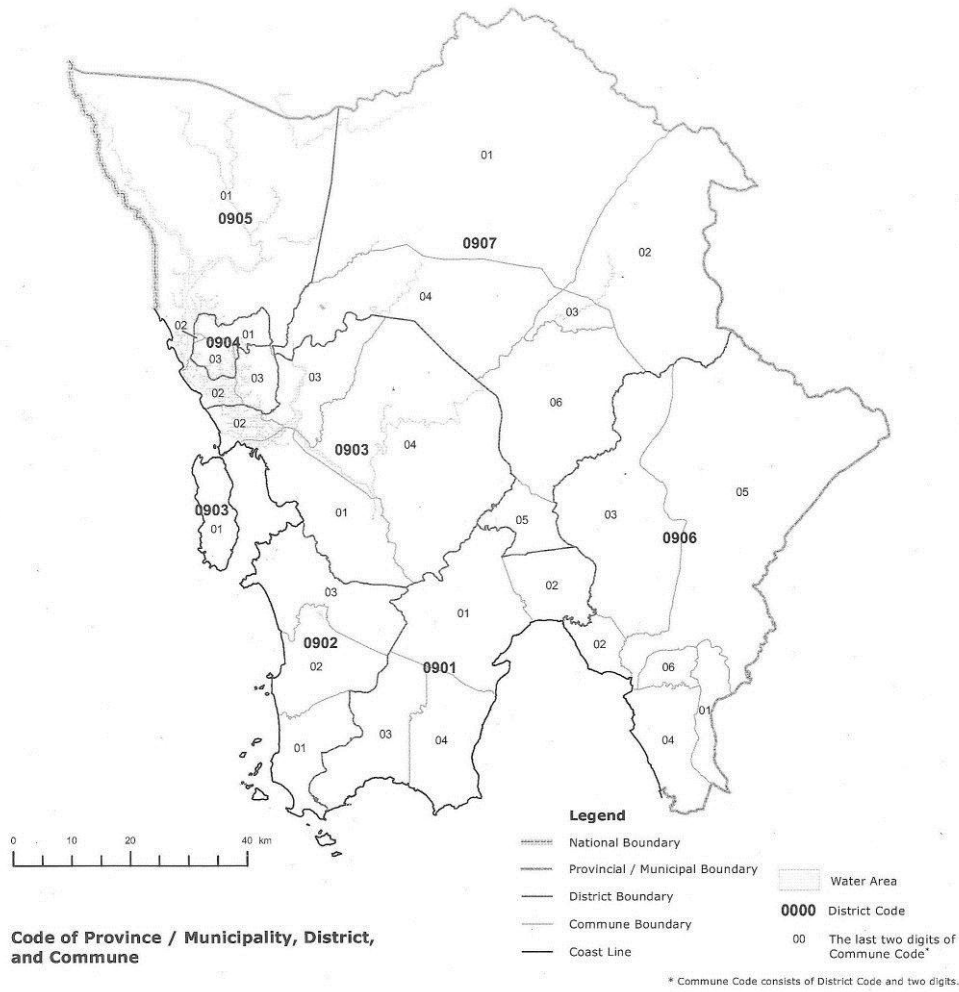 01
01
0905
0907
02
04
03
02
01
0904
03
03
03
02
06
02
0903
04
05
0903
01
01
05
03
0906
02
03
01
02
0902
02
0901
06
01
03
04
04
01
0 10 20 40 km
Legend
National Boundary
Provincial / Municipal Boundary
District Boundary
Commune Boundary
Coast Line
Water Area
0000 District Code
00 The last two digits of
Commune Code*
Code of Province / Municipality, District,
and Commune
* Commune Code consists of District Code and two digits.